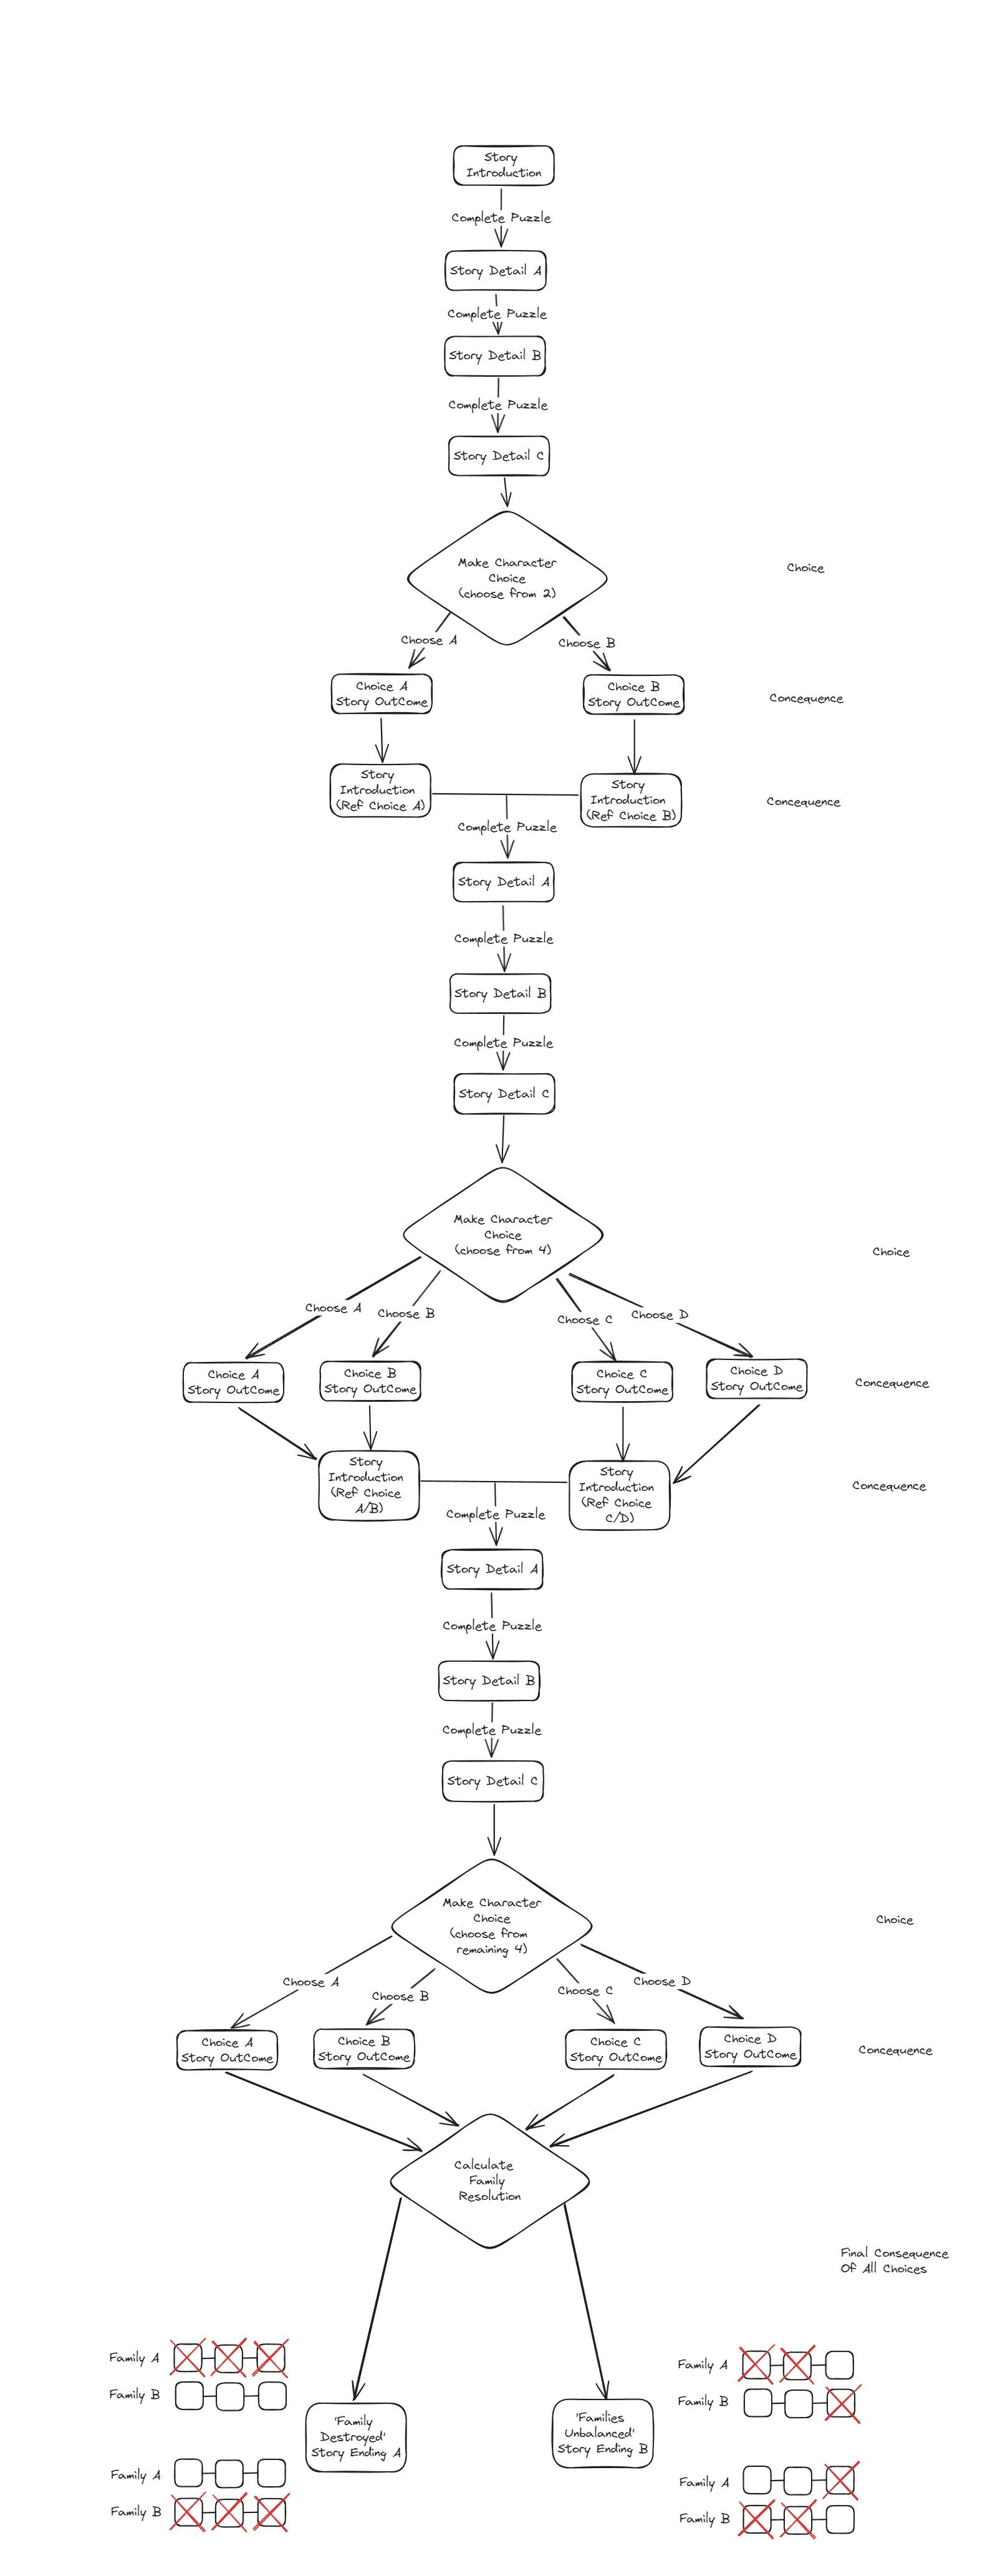 Story
Introduction
Complete Puzzle
Story Detail A
Complete Puzzle
Story Detail B
Complete Puzzle
Story Detail C
Make Character
Choice
(choose from 2)
Choice
Choose A
Choose B
Choice A
Story OutCome
Choice B
Story OutCome
Concequence
Story
Introduction
(Ref Choice A)
Story
Introduction
(Ref Choice B)
Concequence
Complete Puzzle
Story Detail A
Complete Puzzle
Story Detail B
Complete Puzzle
Story Detail C
Make Character
Choice
(choose from 4)
Choice
Choose A
Choose B
Choose C
Choose D
Choice A
Story OutCome
Choice B
Story OutCome
Choice C
Story OutCome
Choice D
Story OutCome
Concequence
Story
Introduction
(Ref Choice
A/B)
Story
Introduction
(Ref Choice
C/D)
Concequence
Complete Puzzle
Story Detail A
Complete Puzzle
Story Detail B
Complete Puzzle
Story Detail C
Make Character
Choice
(choose from
remaining 4)
Choice
Choose A
Choose B
Choose C
Choose D
Choice A
Story OutCome
Choice B
Story OutCome
Choice C
Story OutCome
Choice D
Story OutCome
Concequence
Calculate
Family
Resolution
Final Consequence
Of All Choices
Family A
Family B
'Family
Destroyed'
Story Ending A
Family A
Family B
Family A
Family B
'Families
Unbalanced'
Story Ending B
Family A
Family B